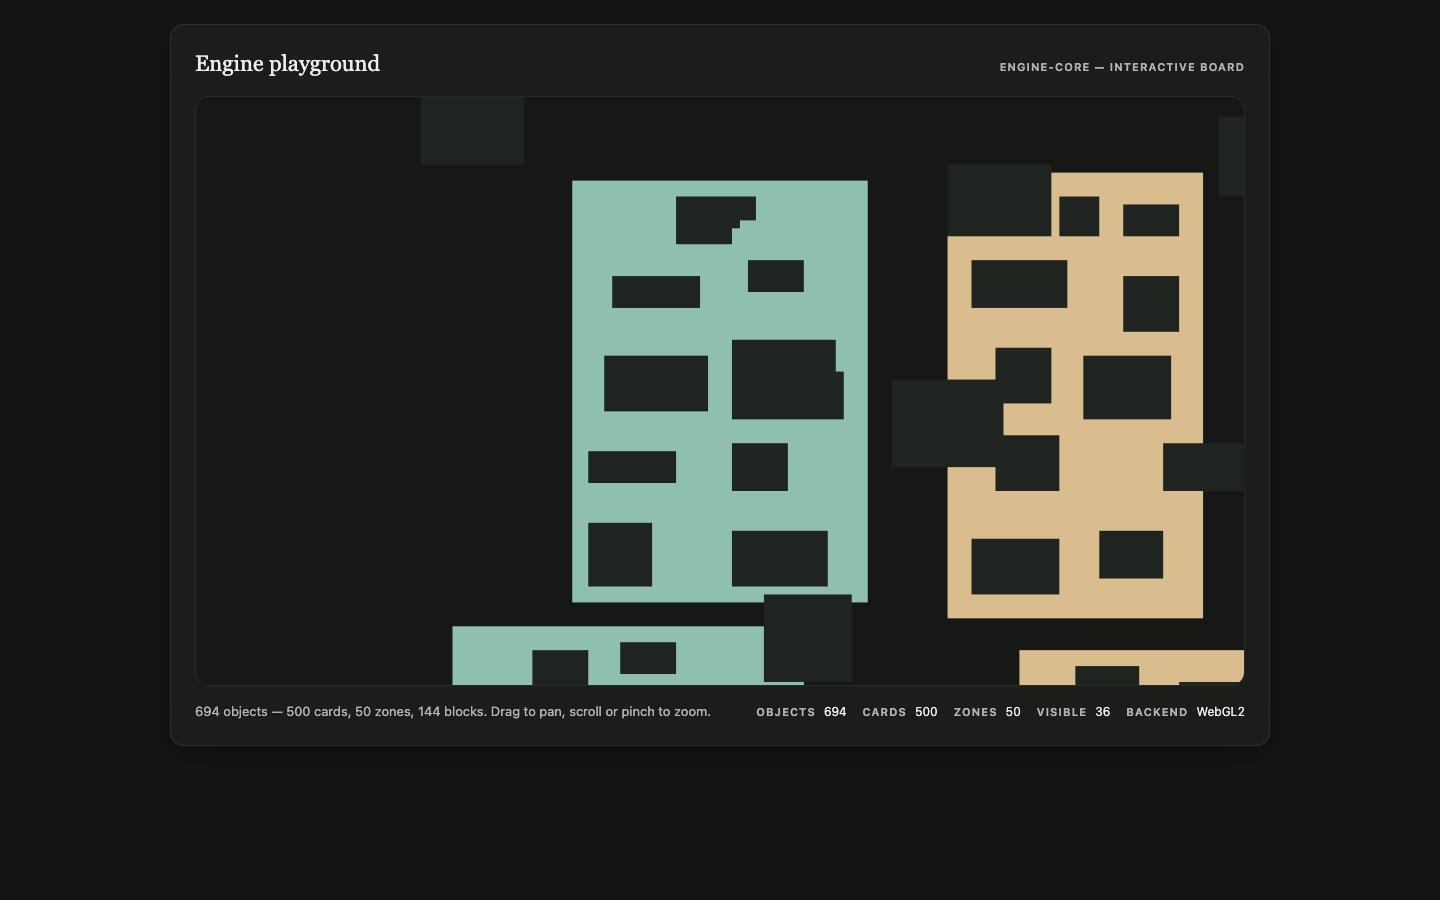 Engine playground
ENGINE-CORE — INTERACTIVE BOARD
694 objects — 500 cards, 50 zones, 144 blocks. Drag to pan, scroll or pinch to zoom.
OBJECTS 694 CARDS 500 ZONES 50 VISIBLE 36 BACKEND WebGL2